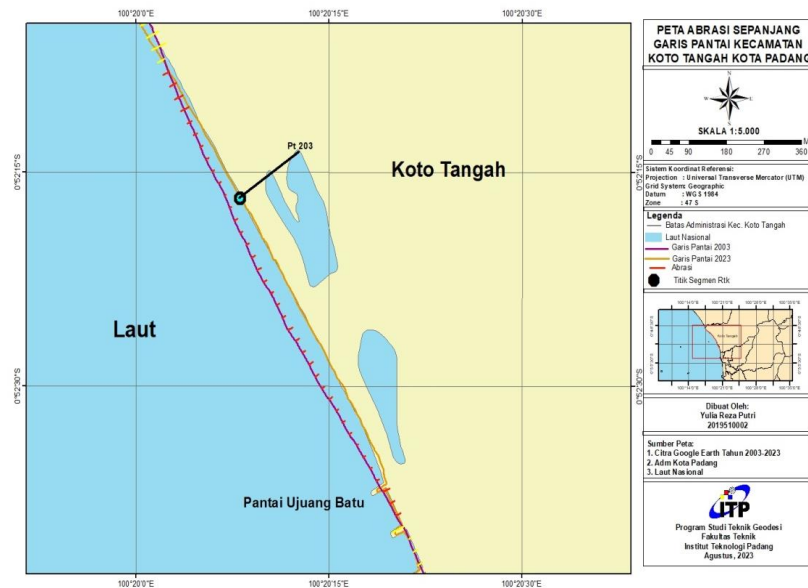 100°20'0"E
100°20'15"E
100°20'30"E
0°52'15"S
0°52'15"S
0°52'30"S
0°52'30"S
Pt 203
Koto Tangah
Laut
Pantai Ujuang Batu
100°20'0"E
100°20'15"E
100°20'30"E
PETA ABRASI SEPANJANG
GARIS PANTAI KECAMATAN
KOTO TANGAH KOTA PADANG
N
S
SKALA 1:5.000
M
0 45 90 180 270 360
Sistem Koordinat Referensi:
Projection : Universal Transverse Mercator (UTM)
Grid System: Geographic
Datum : WGS 1984
Zone : 47 S
Legenda
Batas Administrasi Kec. Koto Tangah
Laut Nasional
Garis Pantai 2003
Garis Pantai 2023
Abrasi
Titik Segmen Rtk
Dibuat Oleh:
Yulia Reza Putri
2019510002
Sumber Peta:
1. Citra Google Earth Tahun 2003-2023
2. Adm Kota Padang
3. Laut Nasional
ITP
Program Studi Teknik Geodesi
Fakultas Teknik
Institut Teknologi Padang
Agustus, 2023